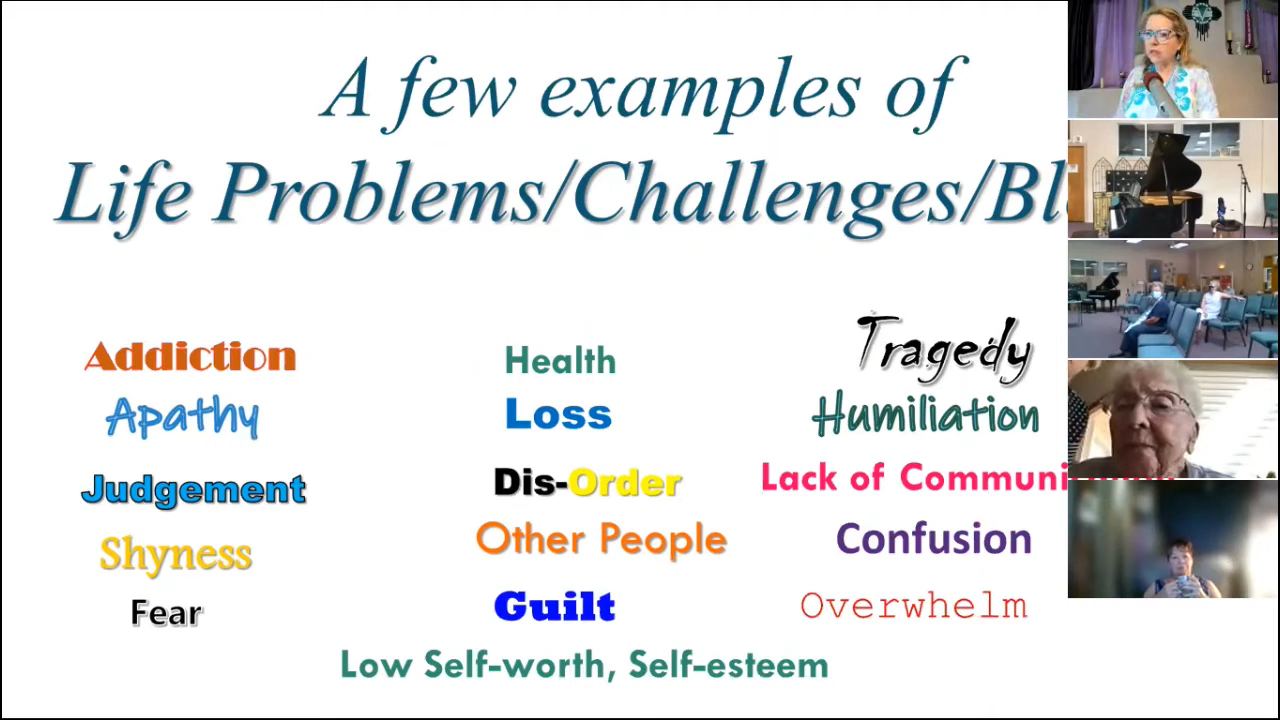 A few examples of
Life Problems/Challenges/Bl
Addiction
Health
Tragedy
Apathy
Loss
Humiliation
Judgement
Dis-Order
Lack of Communi
Shyness
Other People
Confusion
Fear
Guilt
Overwhelm
Low Self-worth, Self-esteem